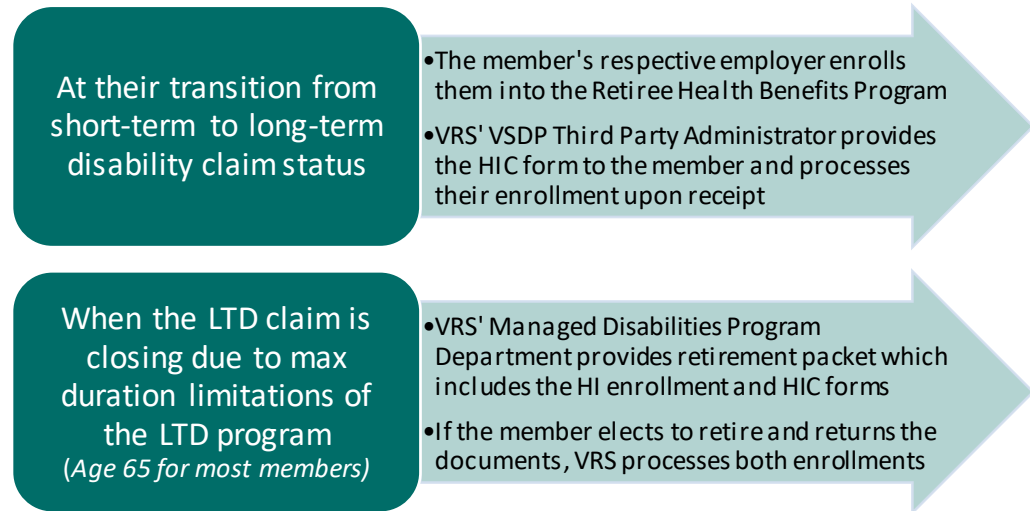 At their transition from
short-term to long-term
disability claim status
•The member's respective employer enrolls
them into the Retiree Health Benefits Program
•VRS' VSDP Third Party Administrator provides
the HIC form to the member and processes
their enrollment upon receipt
When the LTD claim is
closing due to max
duration limitations of
the LTD program
(Age 65 for most members)
•VRS' Managed Disabilities Program
Department provides retirement packet which
includes the HI enrollment and HIC forms
•If the member elects to retire and returns the
documents, VRS processes both enrollments